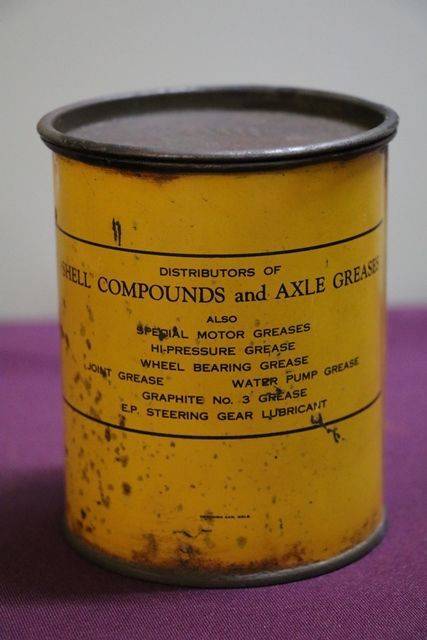 DISTRIBUTORS OF
SHELL COMPOUNDS and AXLE GREASES
ALSO
SPECIAL MOTOR GREASES
HI-PRESSURE GREASE
WHEEL BEARING GREASE
JOINT GREASE WATER PUMP GREASE
GRAPHITE No. 3 GREASE
E.P. STEERING GEAR LUBRICANT